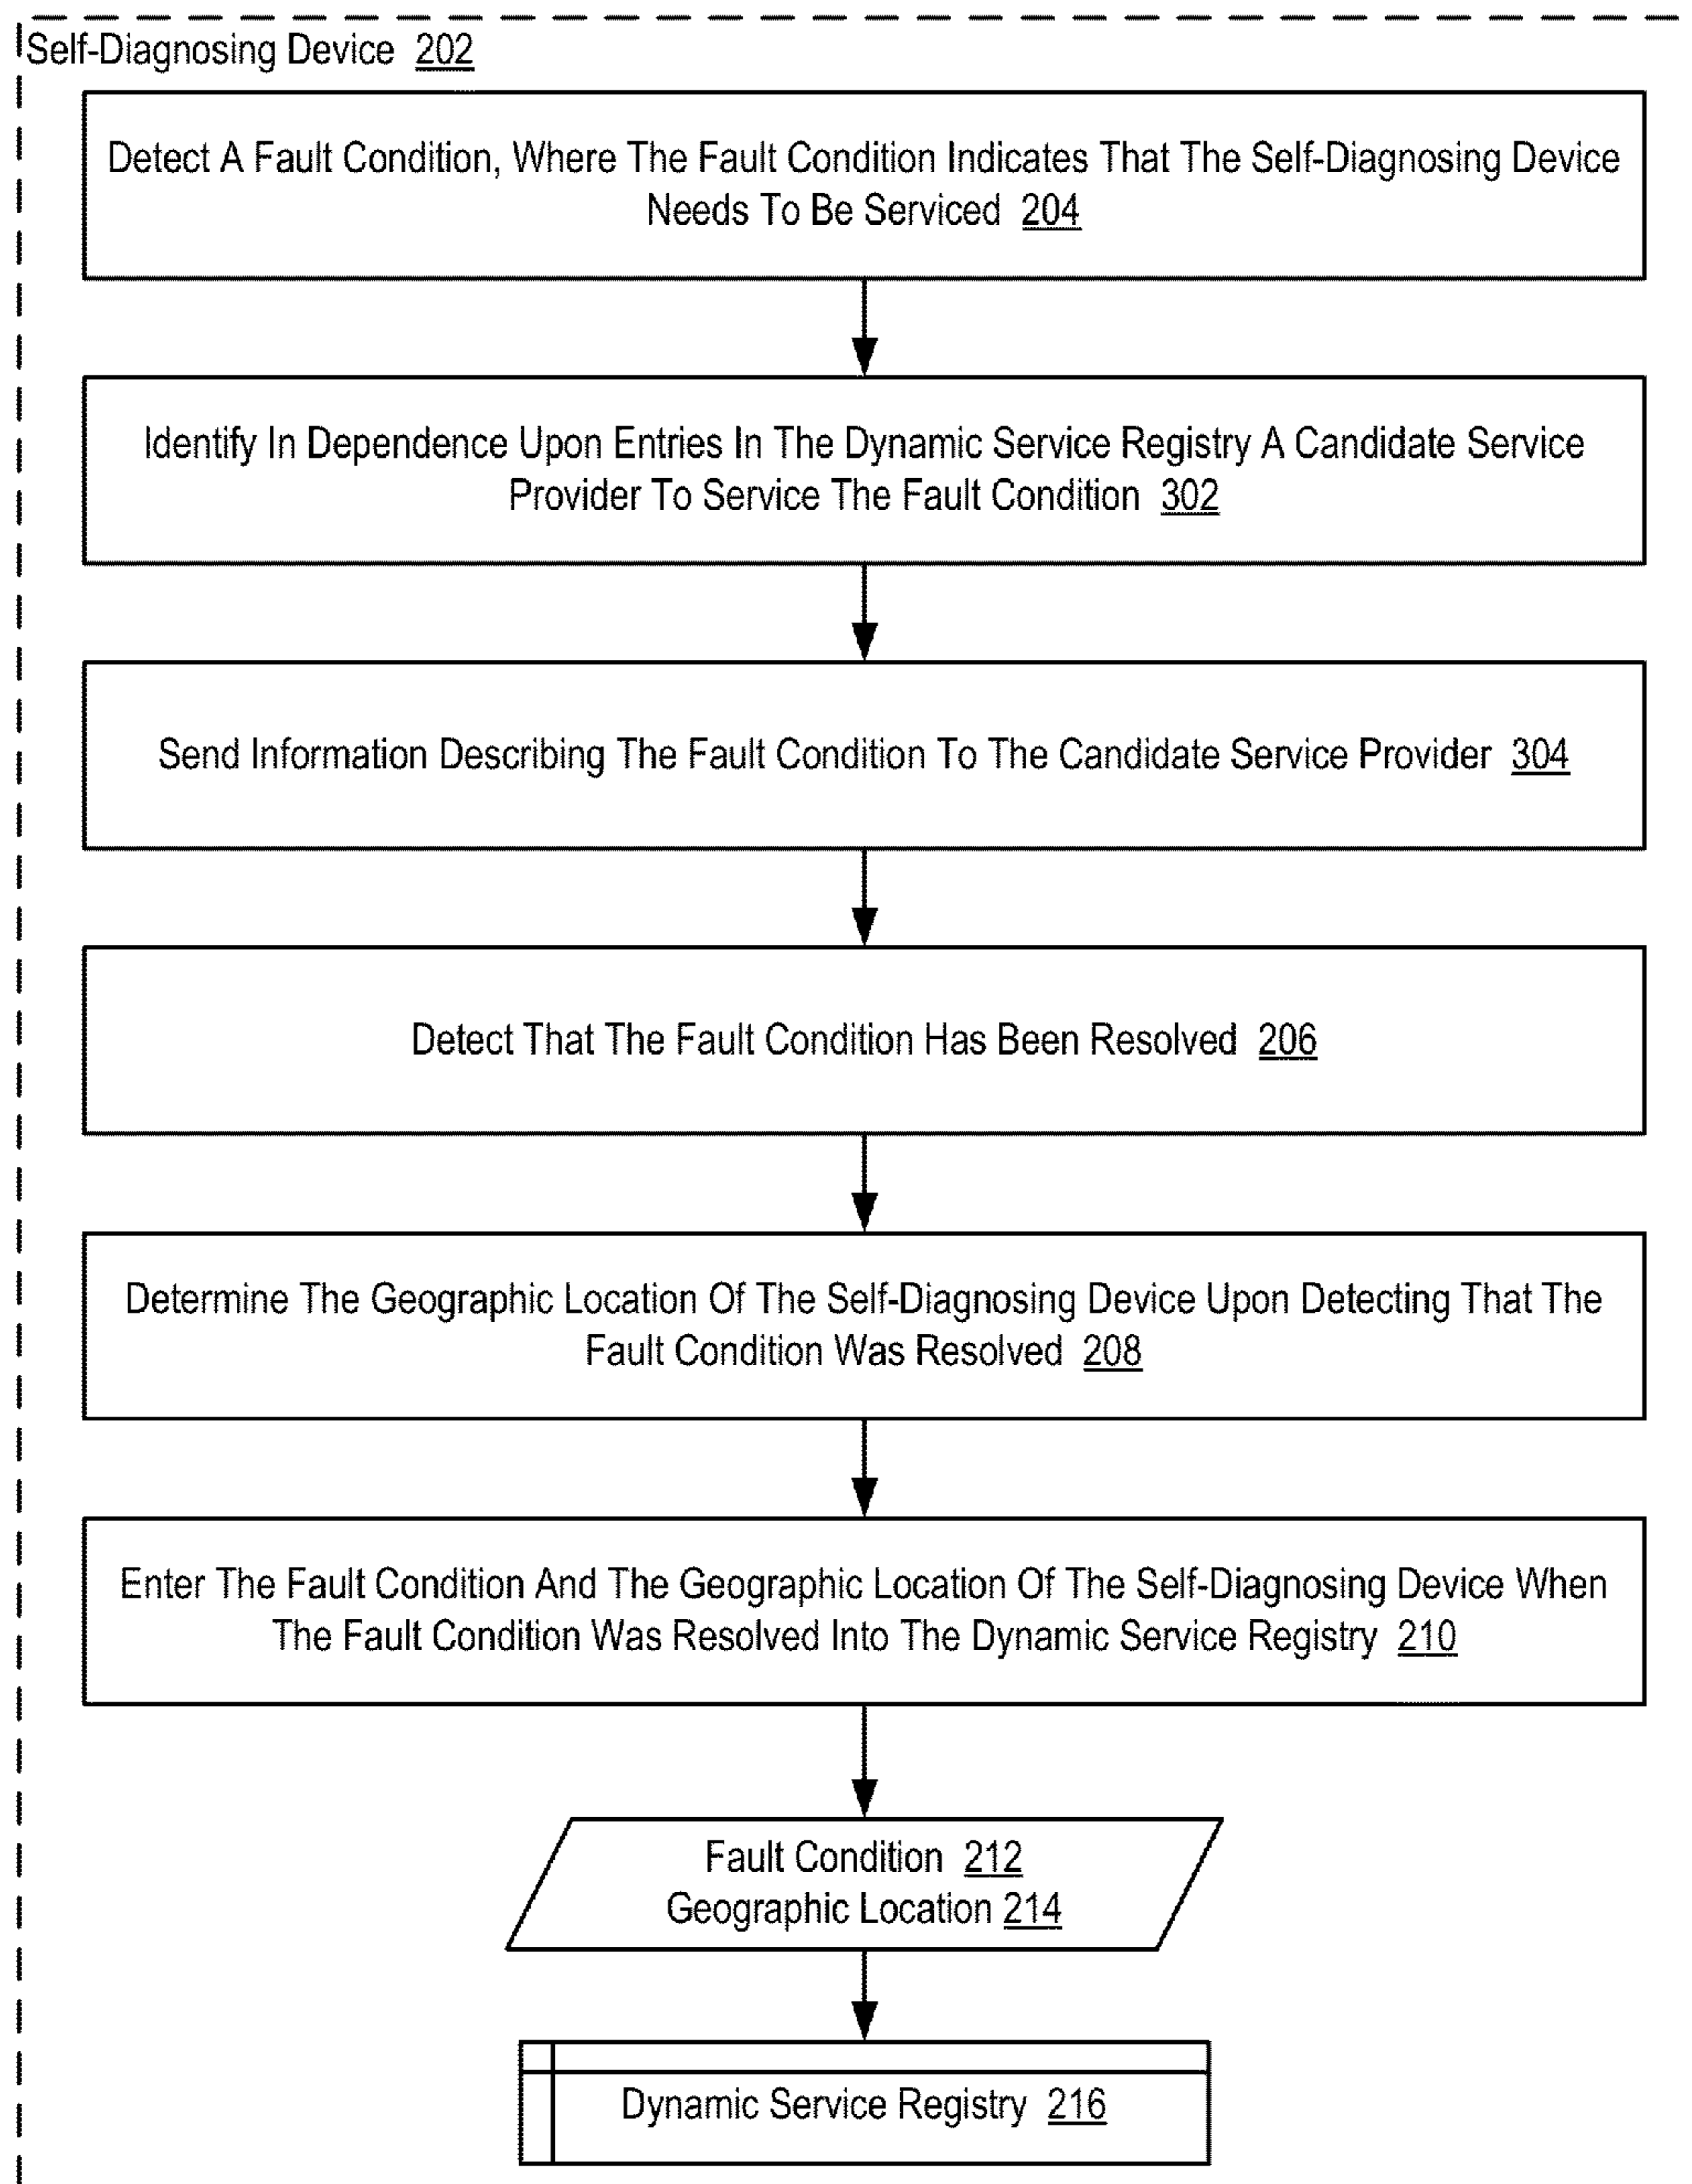 Self-Diagnosing Device 202
Detect A Fault Condition, Where The Fault Condition Indicates That The Self-Diagnosing Device
Needs To Be Serviced 204
Identify In Dependence Upon Entries In The Dynamic Service Registry A Candidate Service
Provider To Service The Fault Condition 302
Send Information Describing The Fault Condition To The Candidate Service Provider 304
Detect That The Fault Condition Has Been Resolved 206
Determine The Geographic Location Of The Self-Diagnosing Device Upon Detecting That The
Fault Condition Was Resolved 208
Enter The Fault Condition And The Geographic Location Of The Self-Diagnosing Device When
The Fault Condition Was Resolved Into The Dynamic Service Registry 210
Fault Condition 212
Geographic Location 214
Dynamic Service Registry 216